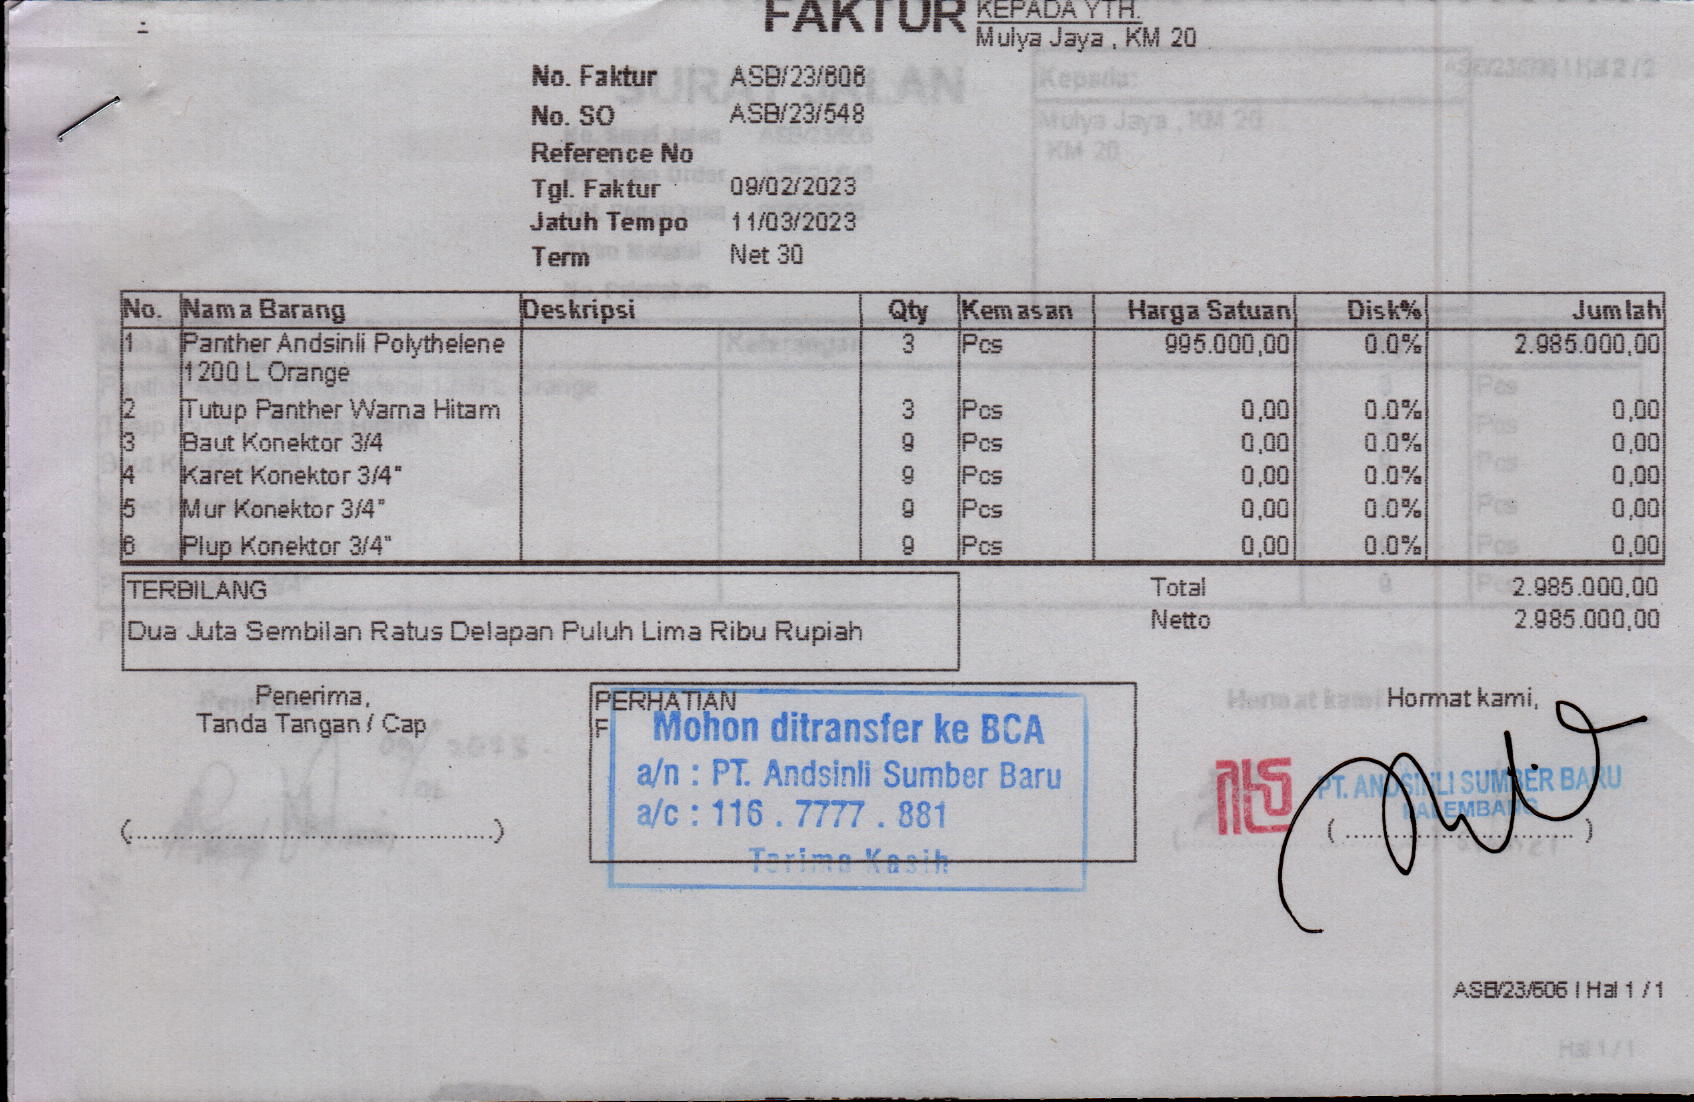 FAKTUR
KEPADA YTH.
Mulya Jaya , KM 20
No. Faktur ASB/23/606
No. SO ASB/23/548
Reference No
Tgl. Faktur 09/02/2023
Jatuh Tempo 11/03/2023
Term Net 30
No. Nama Barang Deskripsi Qty Kemasan Harga Satuan Disk% Jumlah
1 Panther Andsinli Polythelene 3 Pcs 995.000,00 0.0% 2.985.000,00
1200 L Orange
2 Tutup Panther Warna Hitam 3 Pcs 0,00 0.0% 0,00
3 Baut Konektor 3/4 9 Pcs 0,00 0.0% 0,00
4 Karet Konektor 3/4" 9 Pcs 0,00 0.0% 0,00
5 Mur Konektor 3/4" 9 Pcs 0,00 0.0% 0,00
6 Plup Konektor 3/4" 9 Pcs 0,00 0.0% 0,00
TERBILANG
Dua Juta Sembilan Ratus Delapan Puluh Lima Ribu Rupiah
Total 2.985.000,00
Netto 2.985.000,00
Penerima,
Tanda Tangan / Cap
(..................................................)
PERHATIAN
F
Mohon ditransfer ke BCA
a/n : PT. Andsinli Sumber Baru
a/c : 116 . 7777 . 881
Terima Kasih
Hormat kami,
PT. ANDSINLI SUMBER BARU
PALEMBANG
( ................................ )
ASB/23/606 I Hal 1 / 1